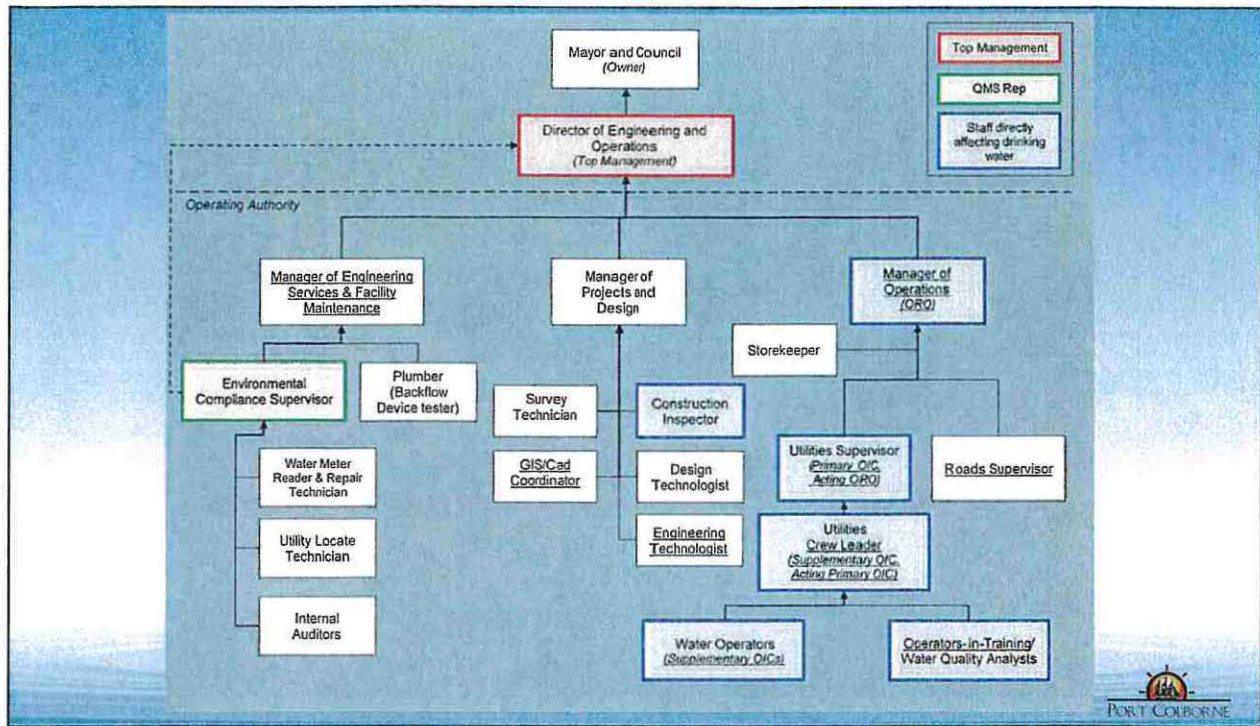 Mayor and Council
(Owner)
Top Management
QMS Rep
Staff directly
affecting drinking
water
Director of Engineering and
Operations
(Top Management)
Operating Authority
Manager of Engineering
Services & Facility
Maintenance
Manager of
Projects and
Design
Manager of
Operations
(ORO)
Storekeeper
Environmental
Compliance Supervisor
Plumber
(Backflow
Device tester)
Survey
Technician
Construction
Inspector
Utilities Supervisor
(Primary OIC,
Acting ORO)
Roads Supervisor
Water Meter
Reader & Repair
Technician
GIS/Cad
Coordinator
Design
Technologist
Utility Locate
Technician
Engineering
Technologist
Utilities
Crew Leader
(Supplementary OIC,
Acting Primary OIC)
Internal
Auditors
Water Operators
(Supplementary OICs)
Operators-In-Training/
Water Quality Analysts
PORT COLBORNE